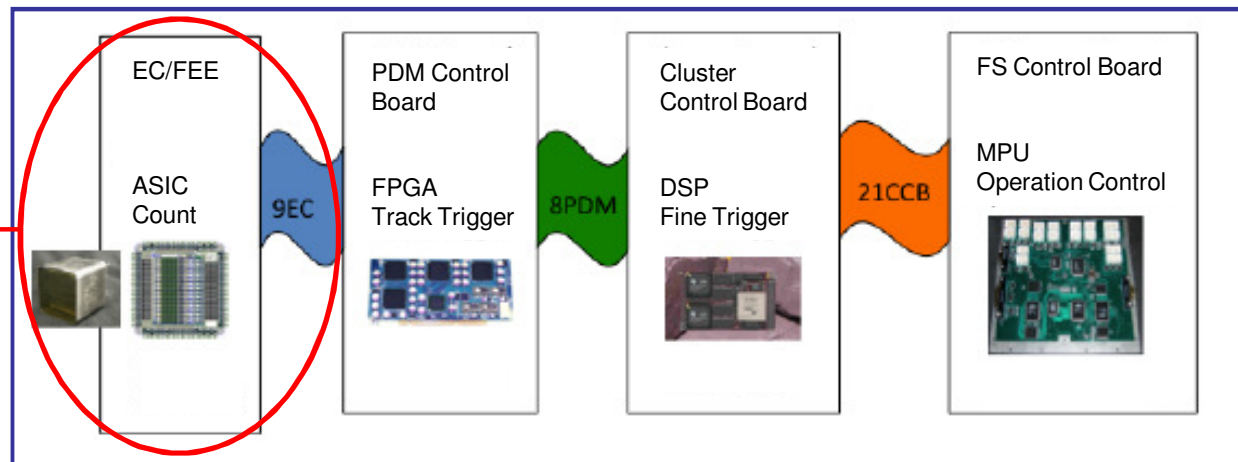 EC/FEE
ASIC
Count
9EC
PDM Control
Board
FPGA
Track Trigger
8PDM
Cluster
Control Board
DSP
Fine Trigger
21CCB
FS Control Board
MPU
Operation Control